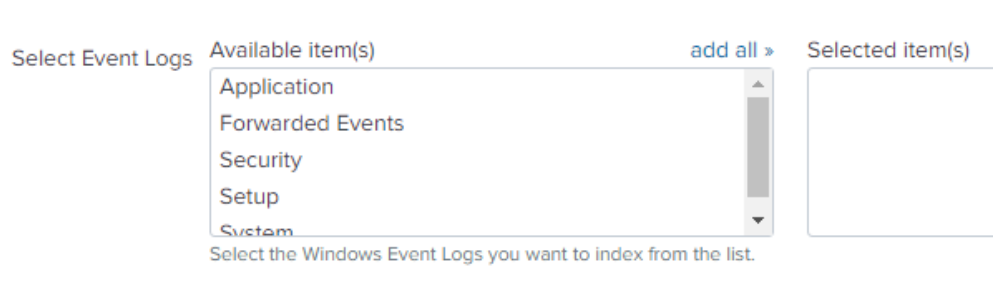 Select Event Logs
Available item(s)
add all »
Selected item(s)
Application
Forwarded Events
Security
Setup
System
Select the Windows Event Logs you want to index from the list.